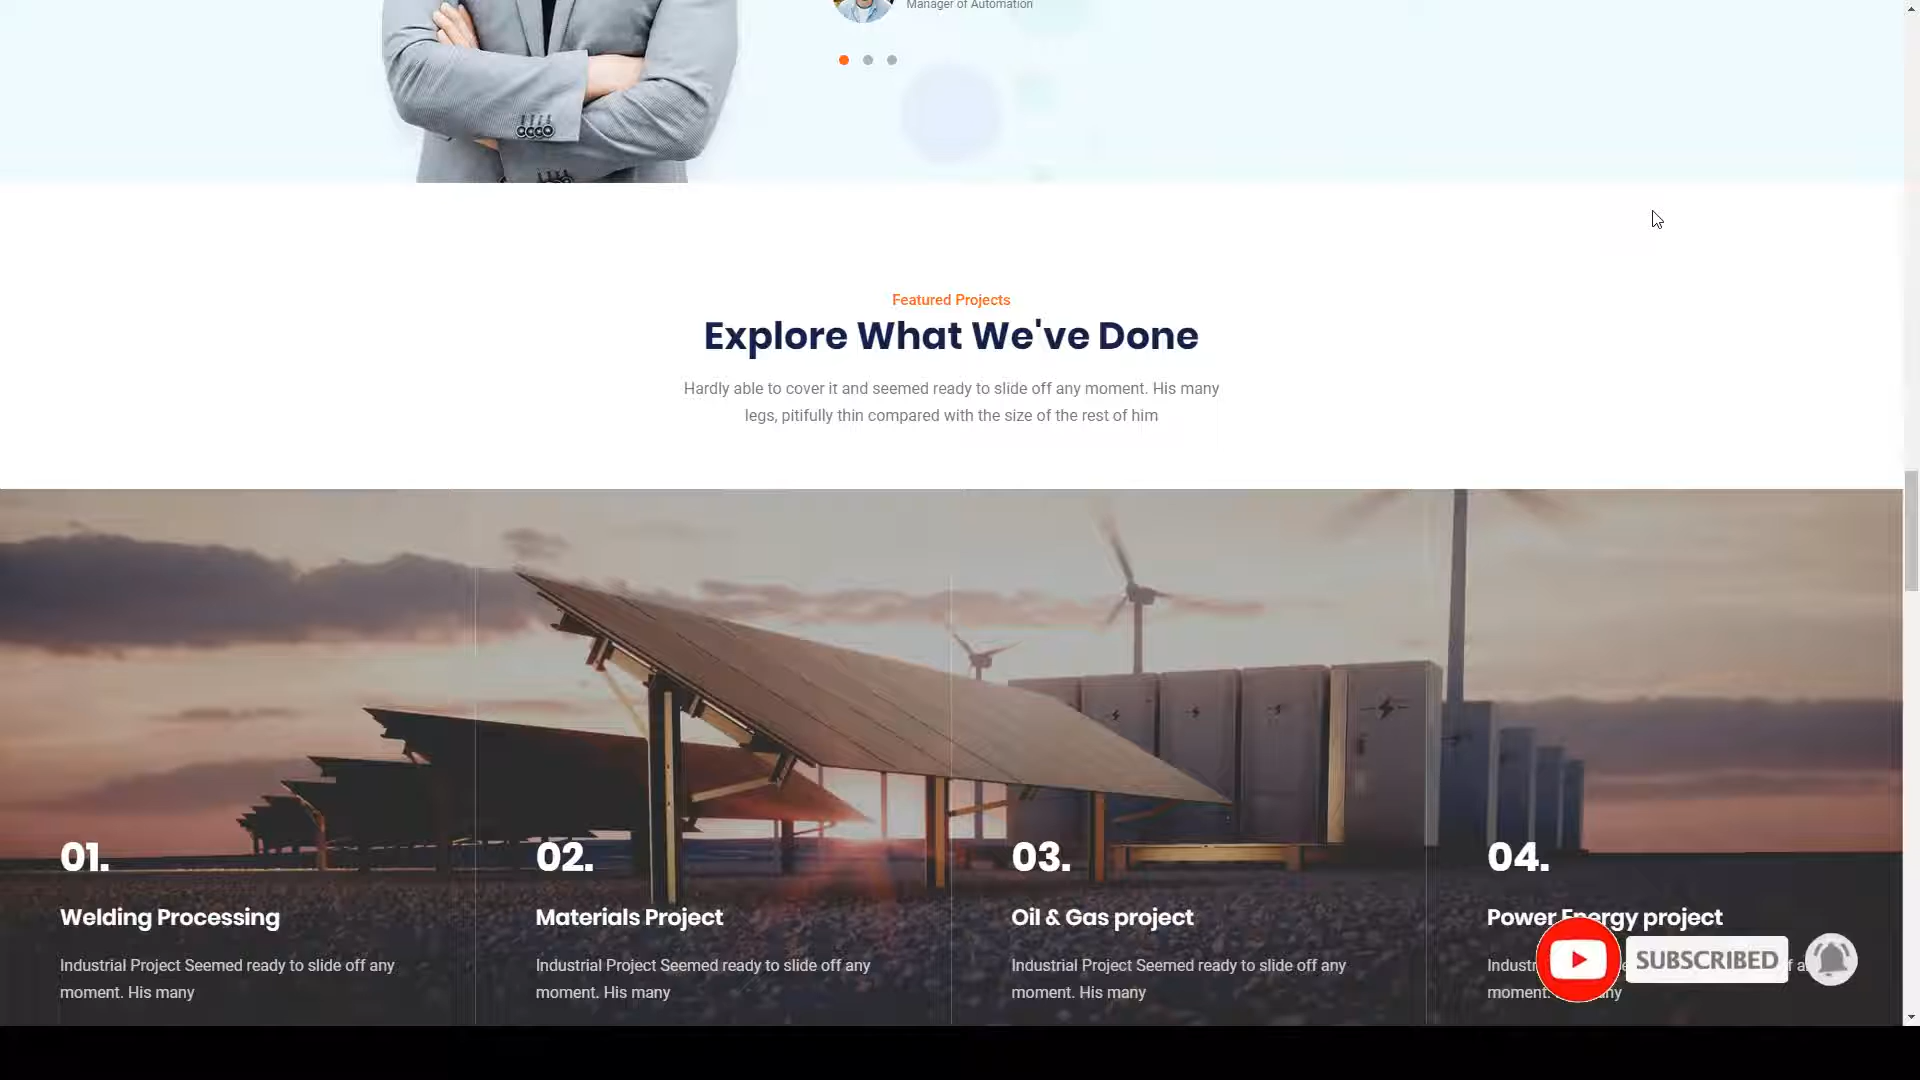 Manager of Automation
Featured Projects
Explore What We've Done
Hardly able to cover it and seemed ready to slide off any moment. His many
legs, pitifully thin compared with the size of the rest of him
01.
Welding Processing
Industrial Project Seemed ready to slide off any
moment. His many
02.
Materials Project
Industrial Project Seemed ready to slide off any
moment. His many
03.
Oil & Gas project
Industrial Project Seemed ready to slide off any
moment. His many
04.
Power Energy project
moment.
SUBSCRIBED